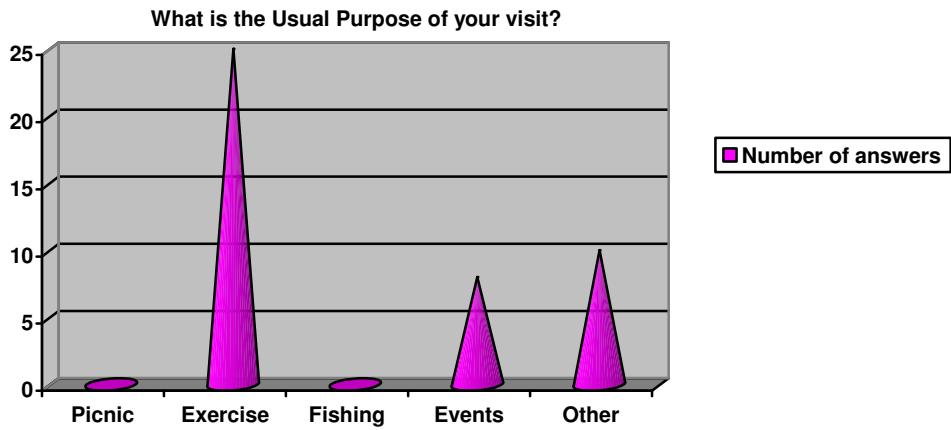 What is the Usual Purpose of your visit?
25
20
15
10
5
0
Picnic Exercise Fishing Events Other
Number of answers